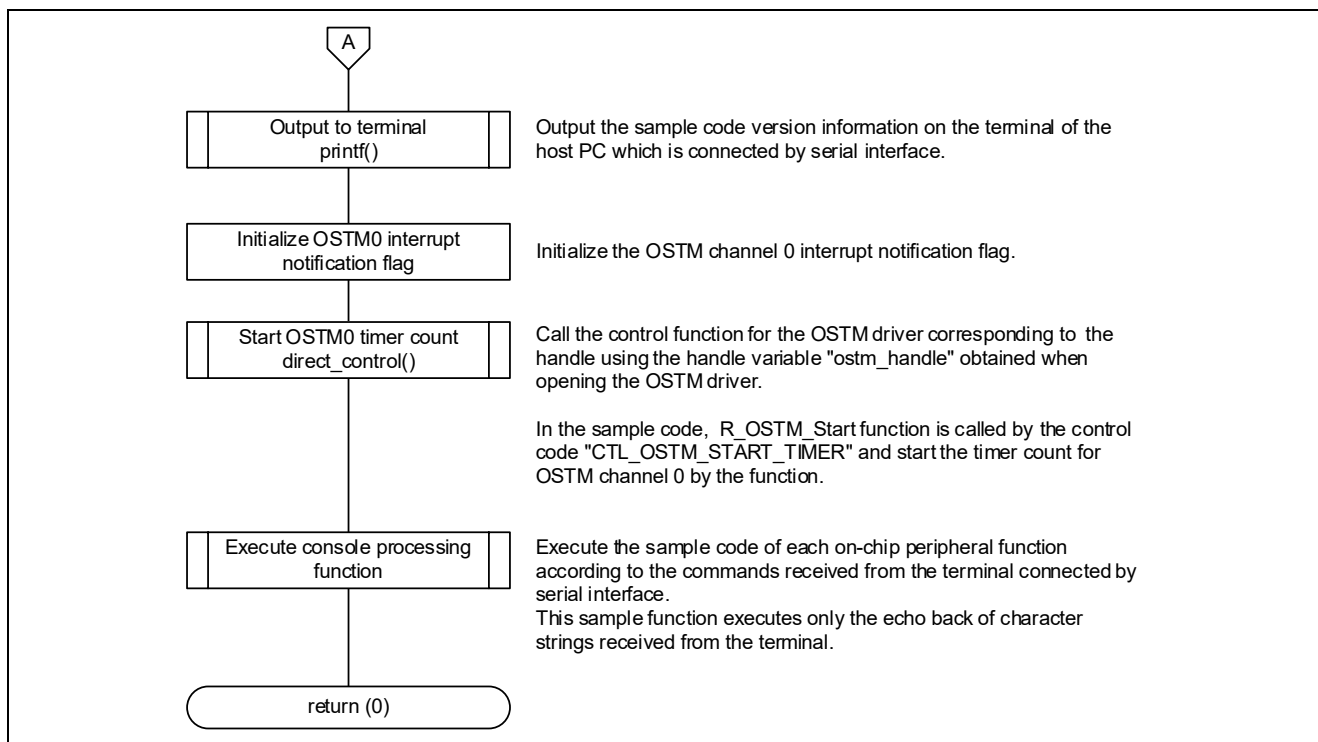 A
Output to terminal
printf()
Output the sample code version information on the terminal of the
host PC which is connected by serial interface.
Initialize OSTM0 interrupt
notification flag
Initialize the OSTM channel 0 interrupt notification flag.
Start OSTM0 timer count
direct_control()
Call the control function for the OSTM driver corresponding to the
handle using the handle variable "ostm_handle" obtained when
opening the OSTM driver.
In the sample code, R_OSTM_Start function is called by the control
code "CTL_OSTM_START_TIMER" and start the timer count for
OSTM channel 0 by the function.
Execute console processing
function
Execute the sample code of each on-chip peripheral function
according to the commands received from the terminal connected by
serial interface.
This sample function executes only the echo back of character
strings received from the terminal.
return (0)